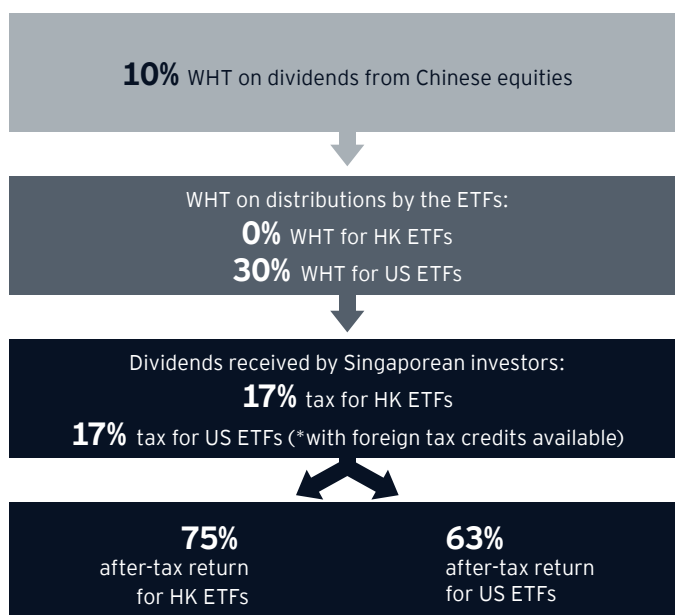 10% WHT on dividends from Chinese equities
WHT on distributions by the ETFs:
0% WHT for HK ETFs
30% WHT for US ETFs
Dividends received by Singaporean investors:
17% tax for HK ETFs
17% tax for US ETFs (*with foreign tax credits available)
75%
after-tax return
for HK ETFs
63%
after-tax return
for US ETFs